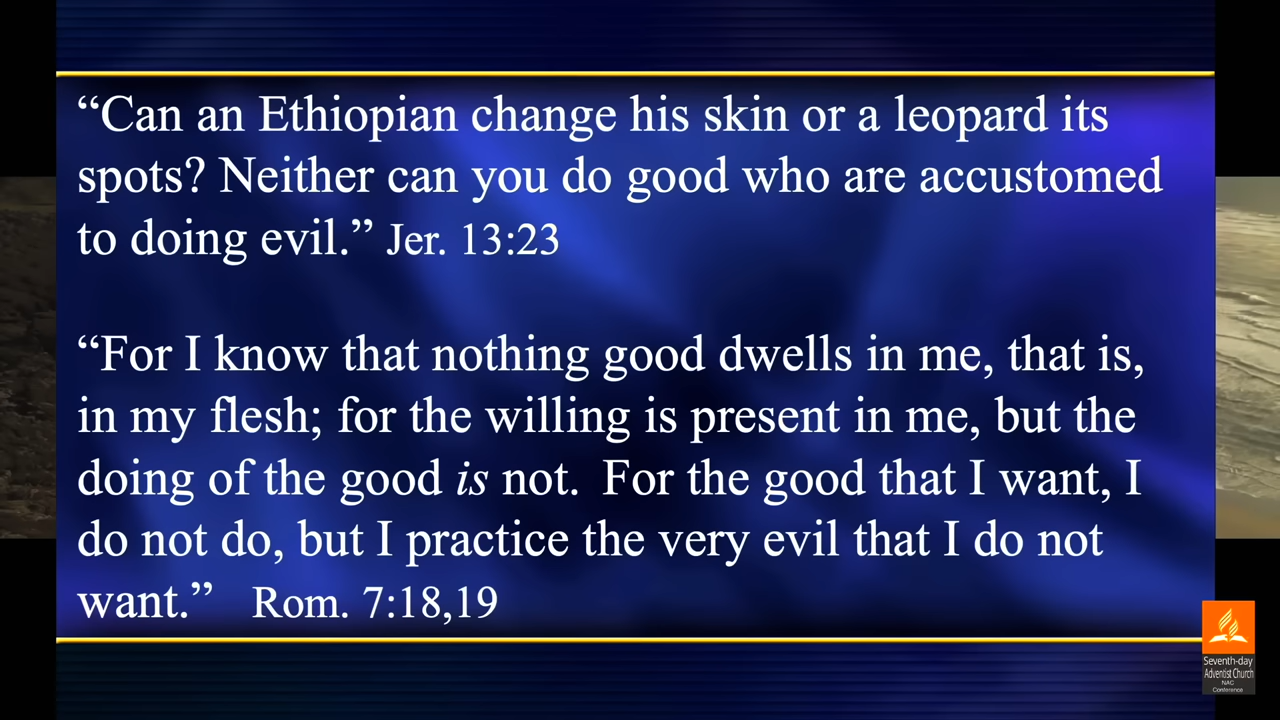 “Can an Ethiopian change his skin or a leopard its
spots? Neither can you do good who are accustomed
to doing evil.” Jer. 13:23
“For I know that nothing good dwells in me, that is,
in my flesh; for the willing is present in me, but the
doing of the good is not.  For the good that I want, I
do not do, but I practice the very evil that I do not
want.”   Rom. 7:18,19
Seventh-day
Adventist Church
NAC
Conference